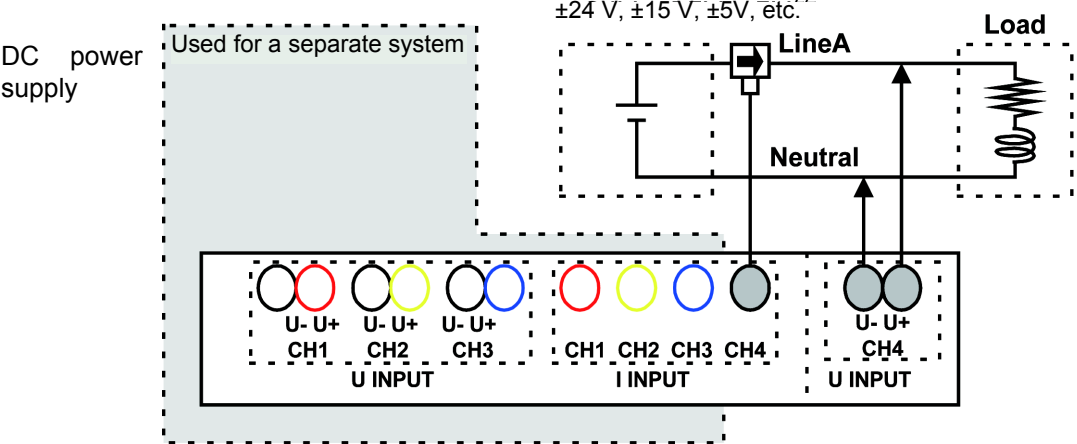 ±24 V, ±15 V, ±5V, etc.
DC power
supply
Used for a separate system
LineA
Load
Neutral
U- U+ U- U+ U- U+ U- U+
CH1 CH2 CH3 CH1 CH2 CH3 CH4 CH4
U INPUT I INPUT U INPUT